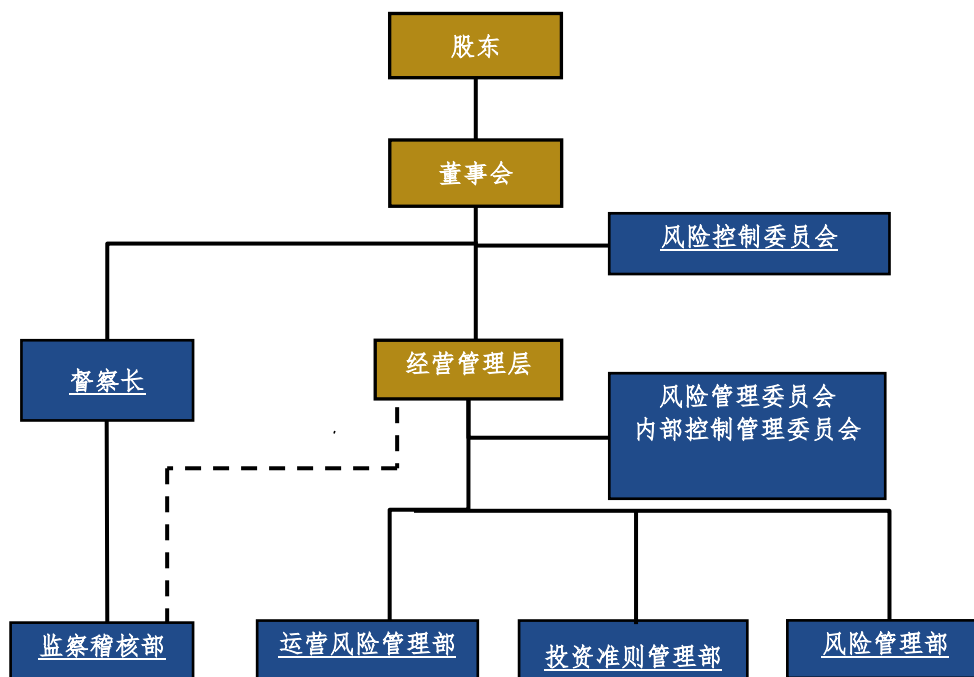 股东
董事会
风险控制委员会
督察长
经营管理层
风险管理委员会
内部控制管理委员会
监察稽核部
运营风险管理部
投资准则管理部
风险管理部